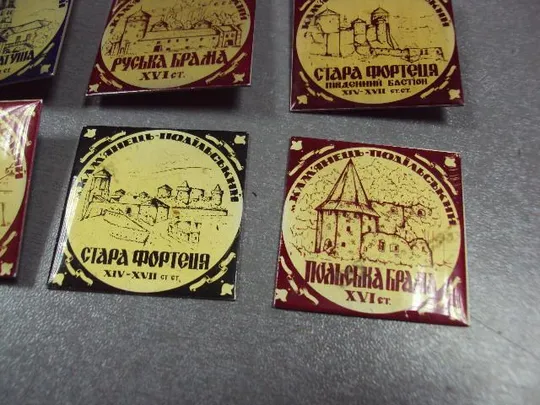 РУСЬКА БРАМА
XVI ст.
СТАРА ФОРТЕЦЯ
ПІВДЕННИЙ БАСТІОН
XIV-XVII ст.ст.
КАМ'ЯНЕЦЬ-ПОДІЛЬСЬКИЙ
СТАРА ФОРТЕЦЯ
XIV-XVII ст.ст.
КАМ'ЯНЕЦЬ-ПОДІЛЬСЬКИЙ
ПОЛЬСЬКА БРАМА
XVI ст.